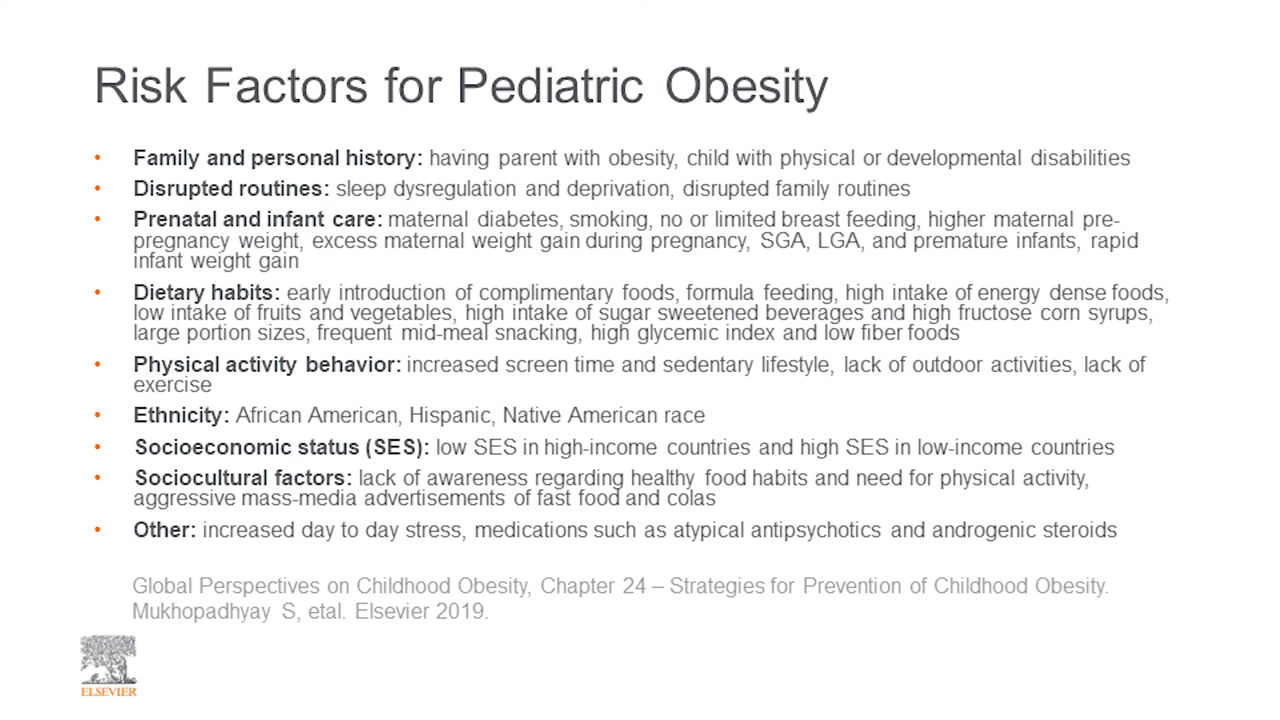 Risk Factors for Pediatric Obesity
• Family and personal history: having parent with obesity, child with physical or developmental disabilities
• Disrupted routines: sleep dysregulation and deprivation, disrupted family routines
• Prenatal and infant care: maternal diabetes, smoking, no or limited breast feeding, higher maternal pre-
pregnancy weight, excess maternal weight gain during pregnancy, SGA, LGA, and premature infants, rapid
infant weight gain
• Dietary habits: early introduction of complimentary foods, formula feeding, high intake of energy dense foods,
low intake of fruits and vegetables, high intake of sugar sweetened beverages and high fructose corn syrups,
large portion sizes, frequent mid-meal snacking, high glycemic index and low fiber foods
• Physical activity behavior: increased screen time and sedentary lifestyle, lack of outdoor activities, lack of
exercise
• Ethnicity: African American, Hispanic, Native American race
• Socioeconomic status (SES): low SES in high-income countries and high SES in low-income countries
• Sociocultural factors: lack of awareness regarding healthy food habits and need for physical activity,
aggressive mass-media advertisements of fast food and colas
• Other: increased day to day stress, medications such as atypical antipsychotics and androgenic steroids
Global Perspectives on Childhood Obesity, Chapter 24 – Strategies for Prevention of Childhood Obesity.
Mukhopadhyay S, etal. Elsevier 2019.
ELSEVIER